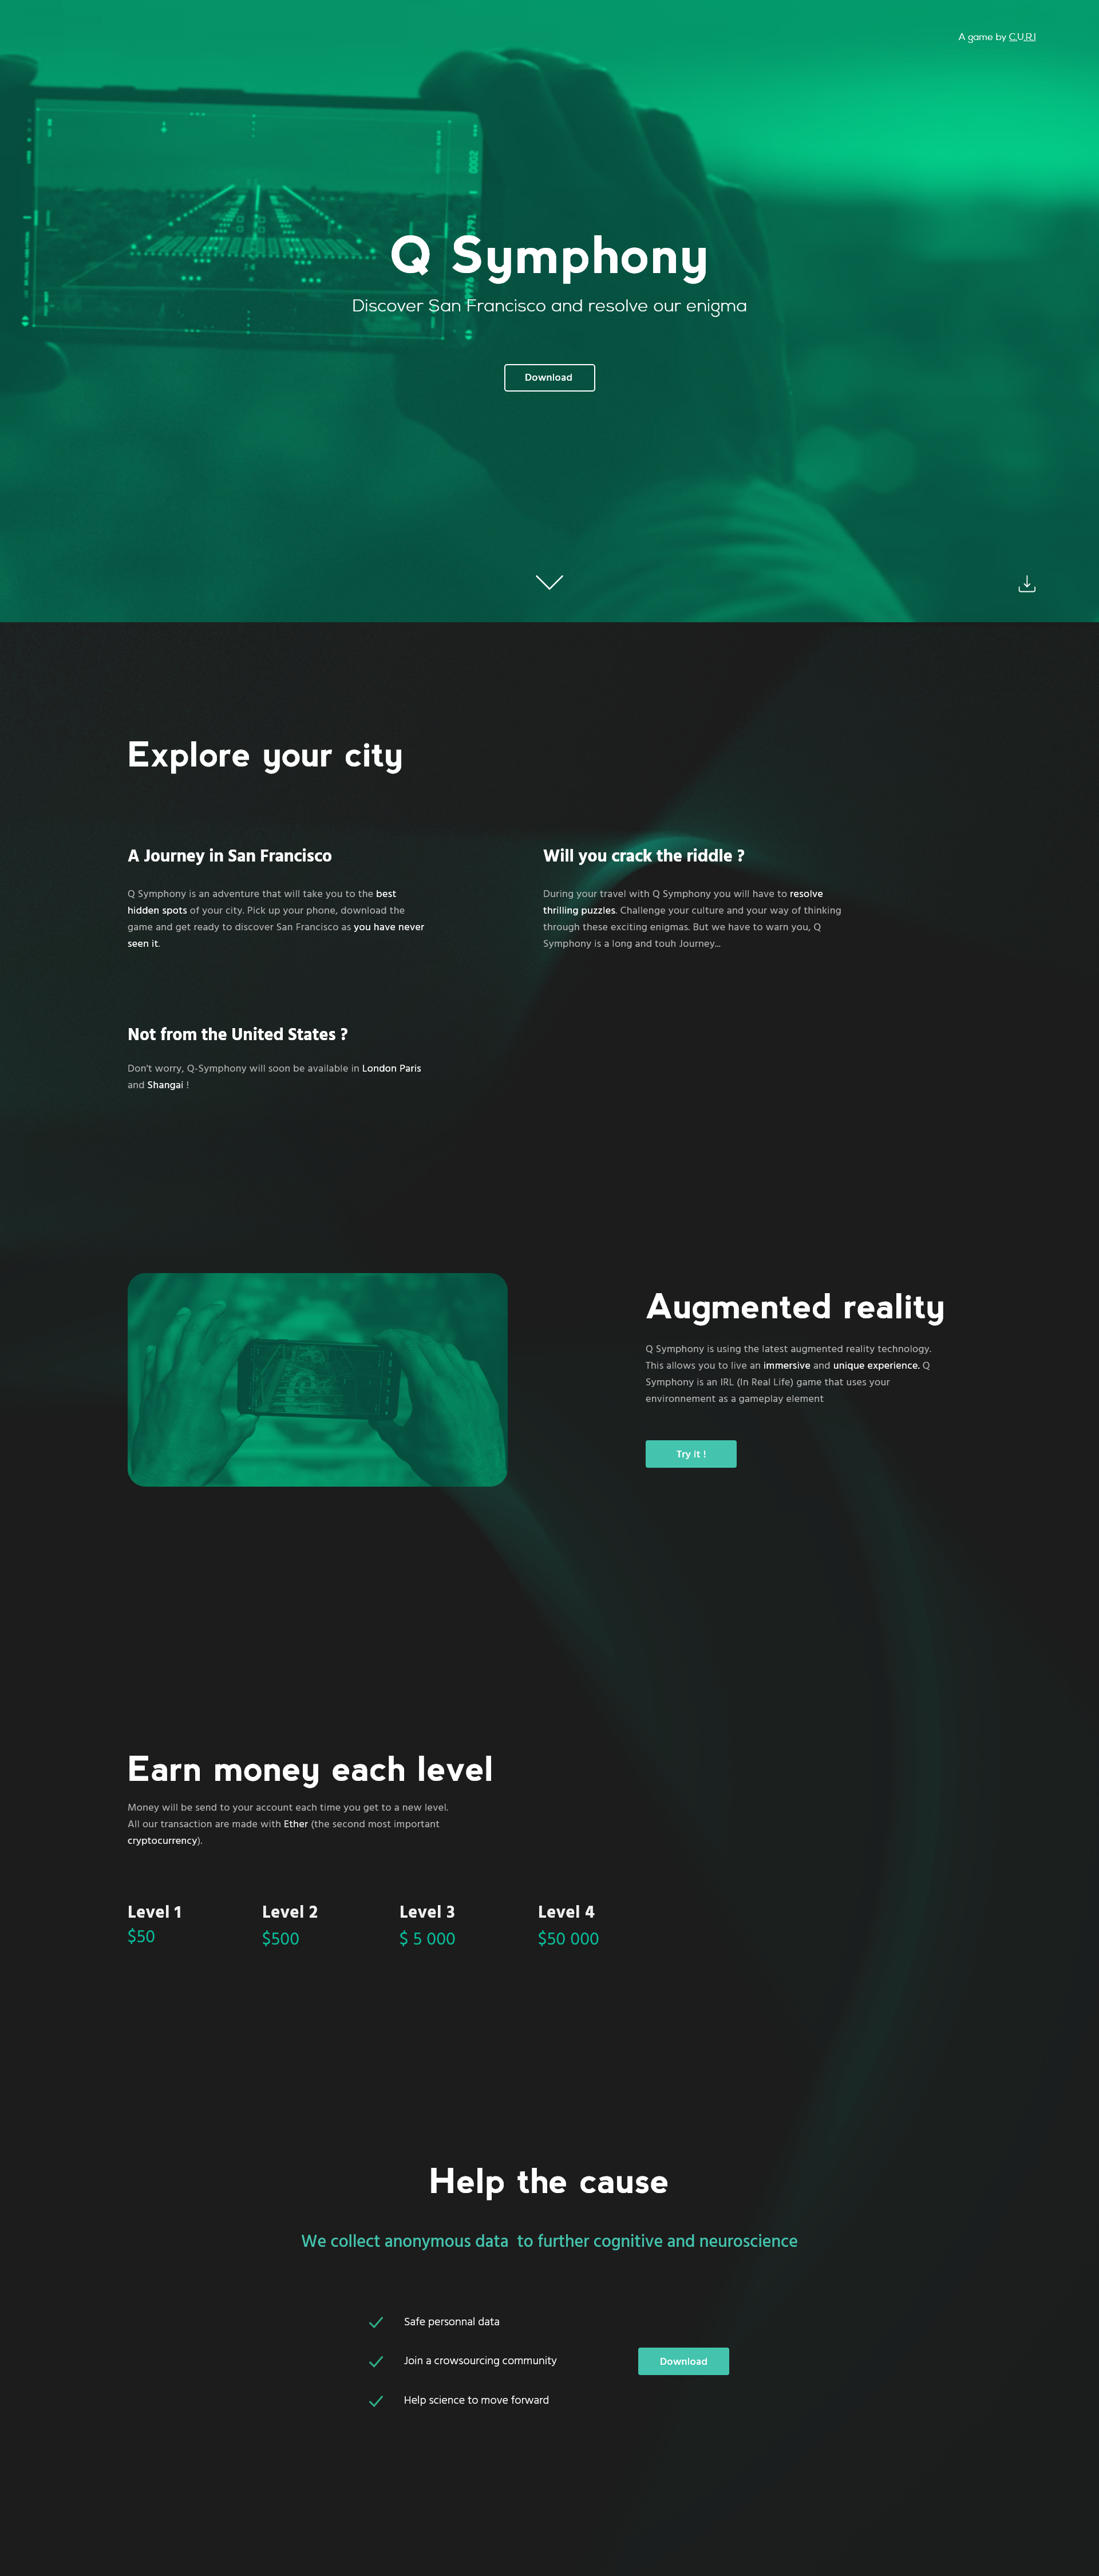 A game by C.U.R.I
0002
Q Symphony
Discover San Francisco and resolve our enigma
Download
Explore your city
A Journey in San Francisco
Q Symphony is an adventure that will take you to the best
hidden spots of your city. Pick up your phone, download the
game and get ready to discover San Francisco as you have never
seen it.
Will you crack the riddle ?
During your travel with Q Symphony you will have to resolve
thrilling puzzles. Challenge your culture and your way of thinking
through these exciting enigmas. But we have to warn you, Q
Symphony is a long and touh Journey...
Not from the United States ?
Don't worry, Q-Symphony will soon be available in London Paris
and Shangai !
Augmented reality
Q Symphony is using the latest augmented reality technology.
This allows you to live an immersive and unique experience. Q
Symphony is an IRL (In Real Life) game that uses your
environnement as a gameplay element
Try it !
Earn money each level
Money will be send to your account each time you get to a new level.
All our transaction are made with Ether (the second most important
cryptocurrency).
Level 1
$50
Level 2
$500
Level 3
$ 5 000
Level 4
$50 000
Help the cause
We collect anonymous data  to further cognitive and neuroscience
Safe personnal data
Join a crowsourcing community
Help science to move forward
Download